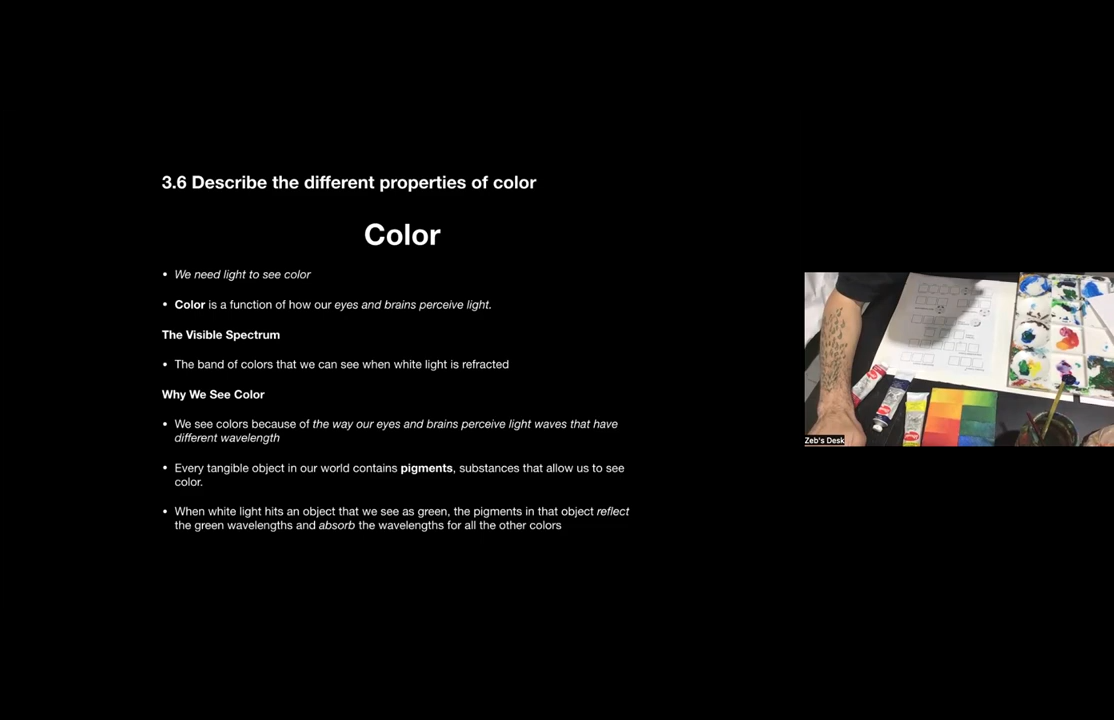 3.6 Describe the different properties of color
Color
• We need light to see color
• Color is a function of how our eyes and brains perceive light.
The Visible Spectrum
• The band of colors that we can see when white light is refracted
Why We See Color
• We see colors because of the way our eyes and brains perceive light waves that have
different wavelength
• Every tangible object in our world contains pigments, substances that allow us to see
color.
• When white light hits an object that we see as green, the pigments in that object reflect
the green wavelengths and absorb the wavelengths for all the other colors
Zeb's Desk